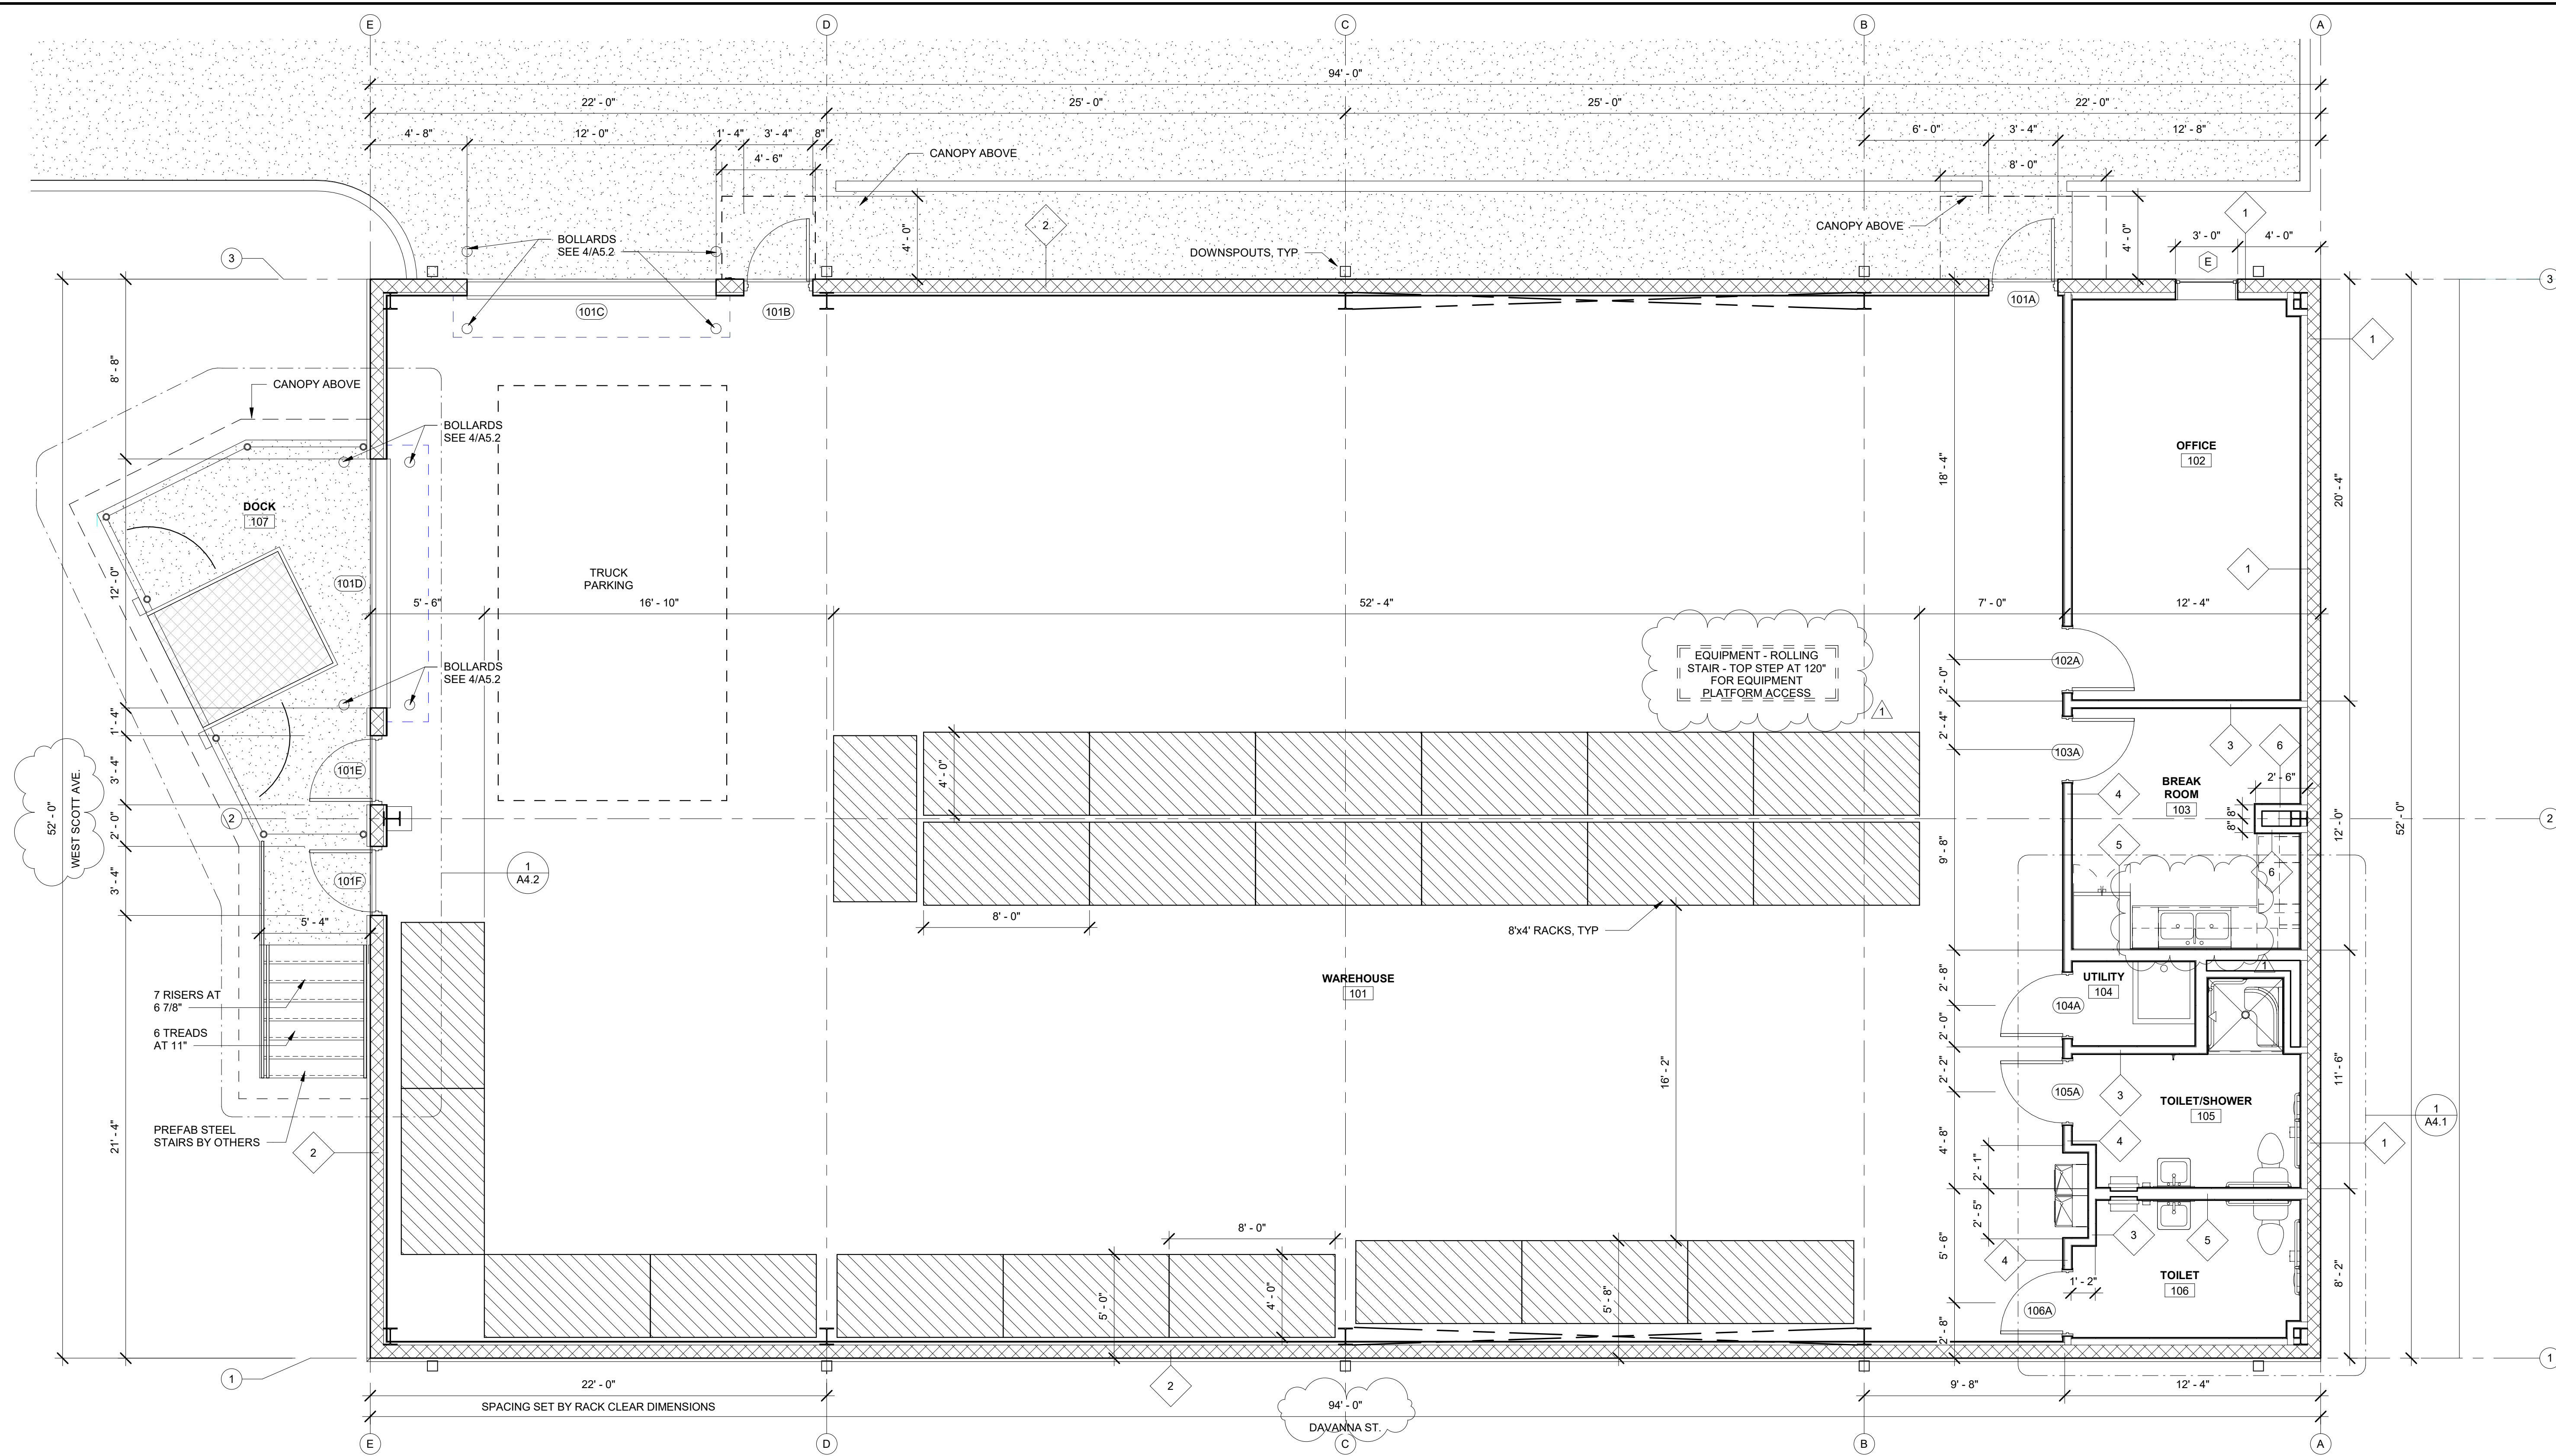 E
D
C
B
A
94' - 0"
22' - 0"
25' - 0"
25' - 0"
22' - 0"
4' - 8"
12' - 0"
1' - 4"
3' - 4"
8"
6' - 0"
3' - 4"
12' - 8"
4' - 6"
CANOPY ABOVE
8' - 0"
2
1
BOLLARDS
SEE 4/A5.2
4' - 0"
DOWNSPOUTS, TYP
CANOPY ABOVE
4' - 0"
3' - 0"
4' - 0"
E
3
3
101C
101B
101A
1
8' - 8"
CANOPY ABOVE
BOLLARDS
SEE 4/A5.2
OFFICE
102
18' - 4"
20' - 4"
DOCK
107
1
TRUCK
PARKING
12' - 0"
101D
5' - 6"
16' - 10"
52' - 4"
7' - 0"
12' - 4"
EQUIPMENT - ROLLING
STAIR - TOP STEP AT 120"
FOR EQUIPMENT
PLATFORM ACCESS
1
102A
2' - 0"
BOLLARDS
SEE 4/A5.2
1' - 4"
2' - 4"
103A
3
6
3' - 4"
101E
4' - 0"
BREAK
ROOM
103
4
2' - 6"
8"
8"
52' - 0"
WEST SCOTT AVE.
2
2' - 0"
2
12' - 0"
52' - 0"
9' - 8"
5
6
3' - 4"
101F
1
A4.2
5' - 4"
8' - 0"
8'x4' RACKS, TYP
WAREHOUSE
101
1
UTILITY
104
2' - 8"
104A
2' - 0"
7 RISERS AT
6 7/8"
6 TREADS
AT 11"
16' - 2"
2' - 2"
105A
3
11' - 6"
TOILET/SHOWER
105
1
A4.1
PREFAB STEEL
STAIRS BY OTHERS
21' - 4"
2
4' - 8"
4
1
2' - 1"
2' - 5"
8' - 0"
5' - 6"
3
5
4
8' - 2"
TOILET
106
1' - 2"
5' - 0"
4' - 0"
5' - 8"
106A
2' - 8"
1
1
2
22' - 0"
SPACING SET BY RACK CLEAR DIMENSIONS
94' - 0"
DAVANNA ST.
9' - 8"
12' - 4"
E
D
C
B
A